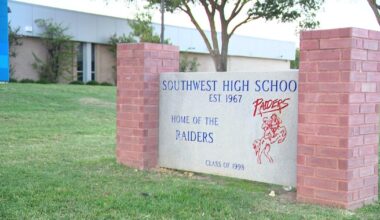 SOUTHWEST HIGH SCHOOL
EST 1967
RAIDERS
HOME OF THE
RAIDERS
CLASS OF 1998